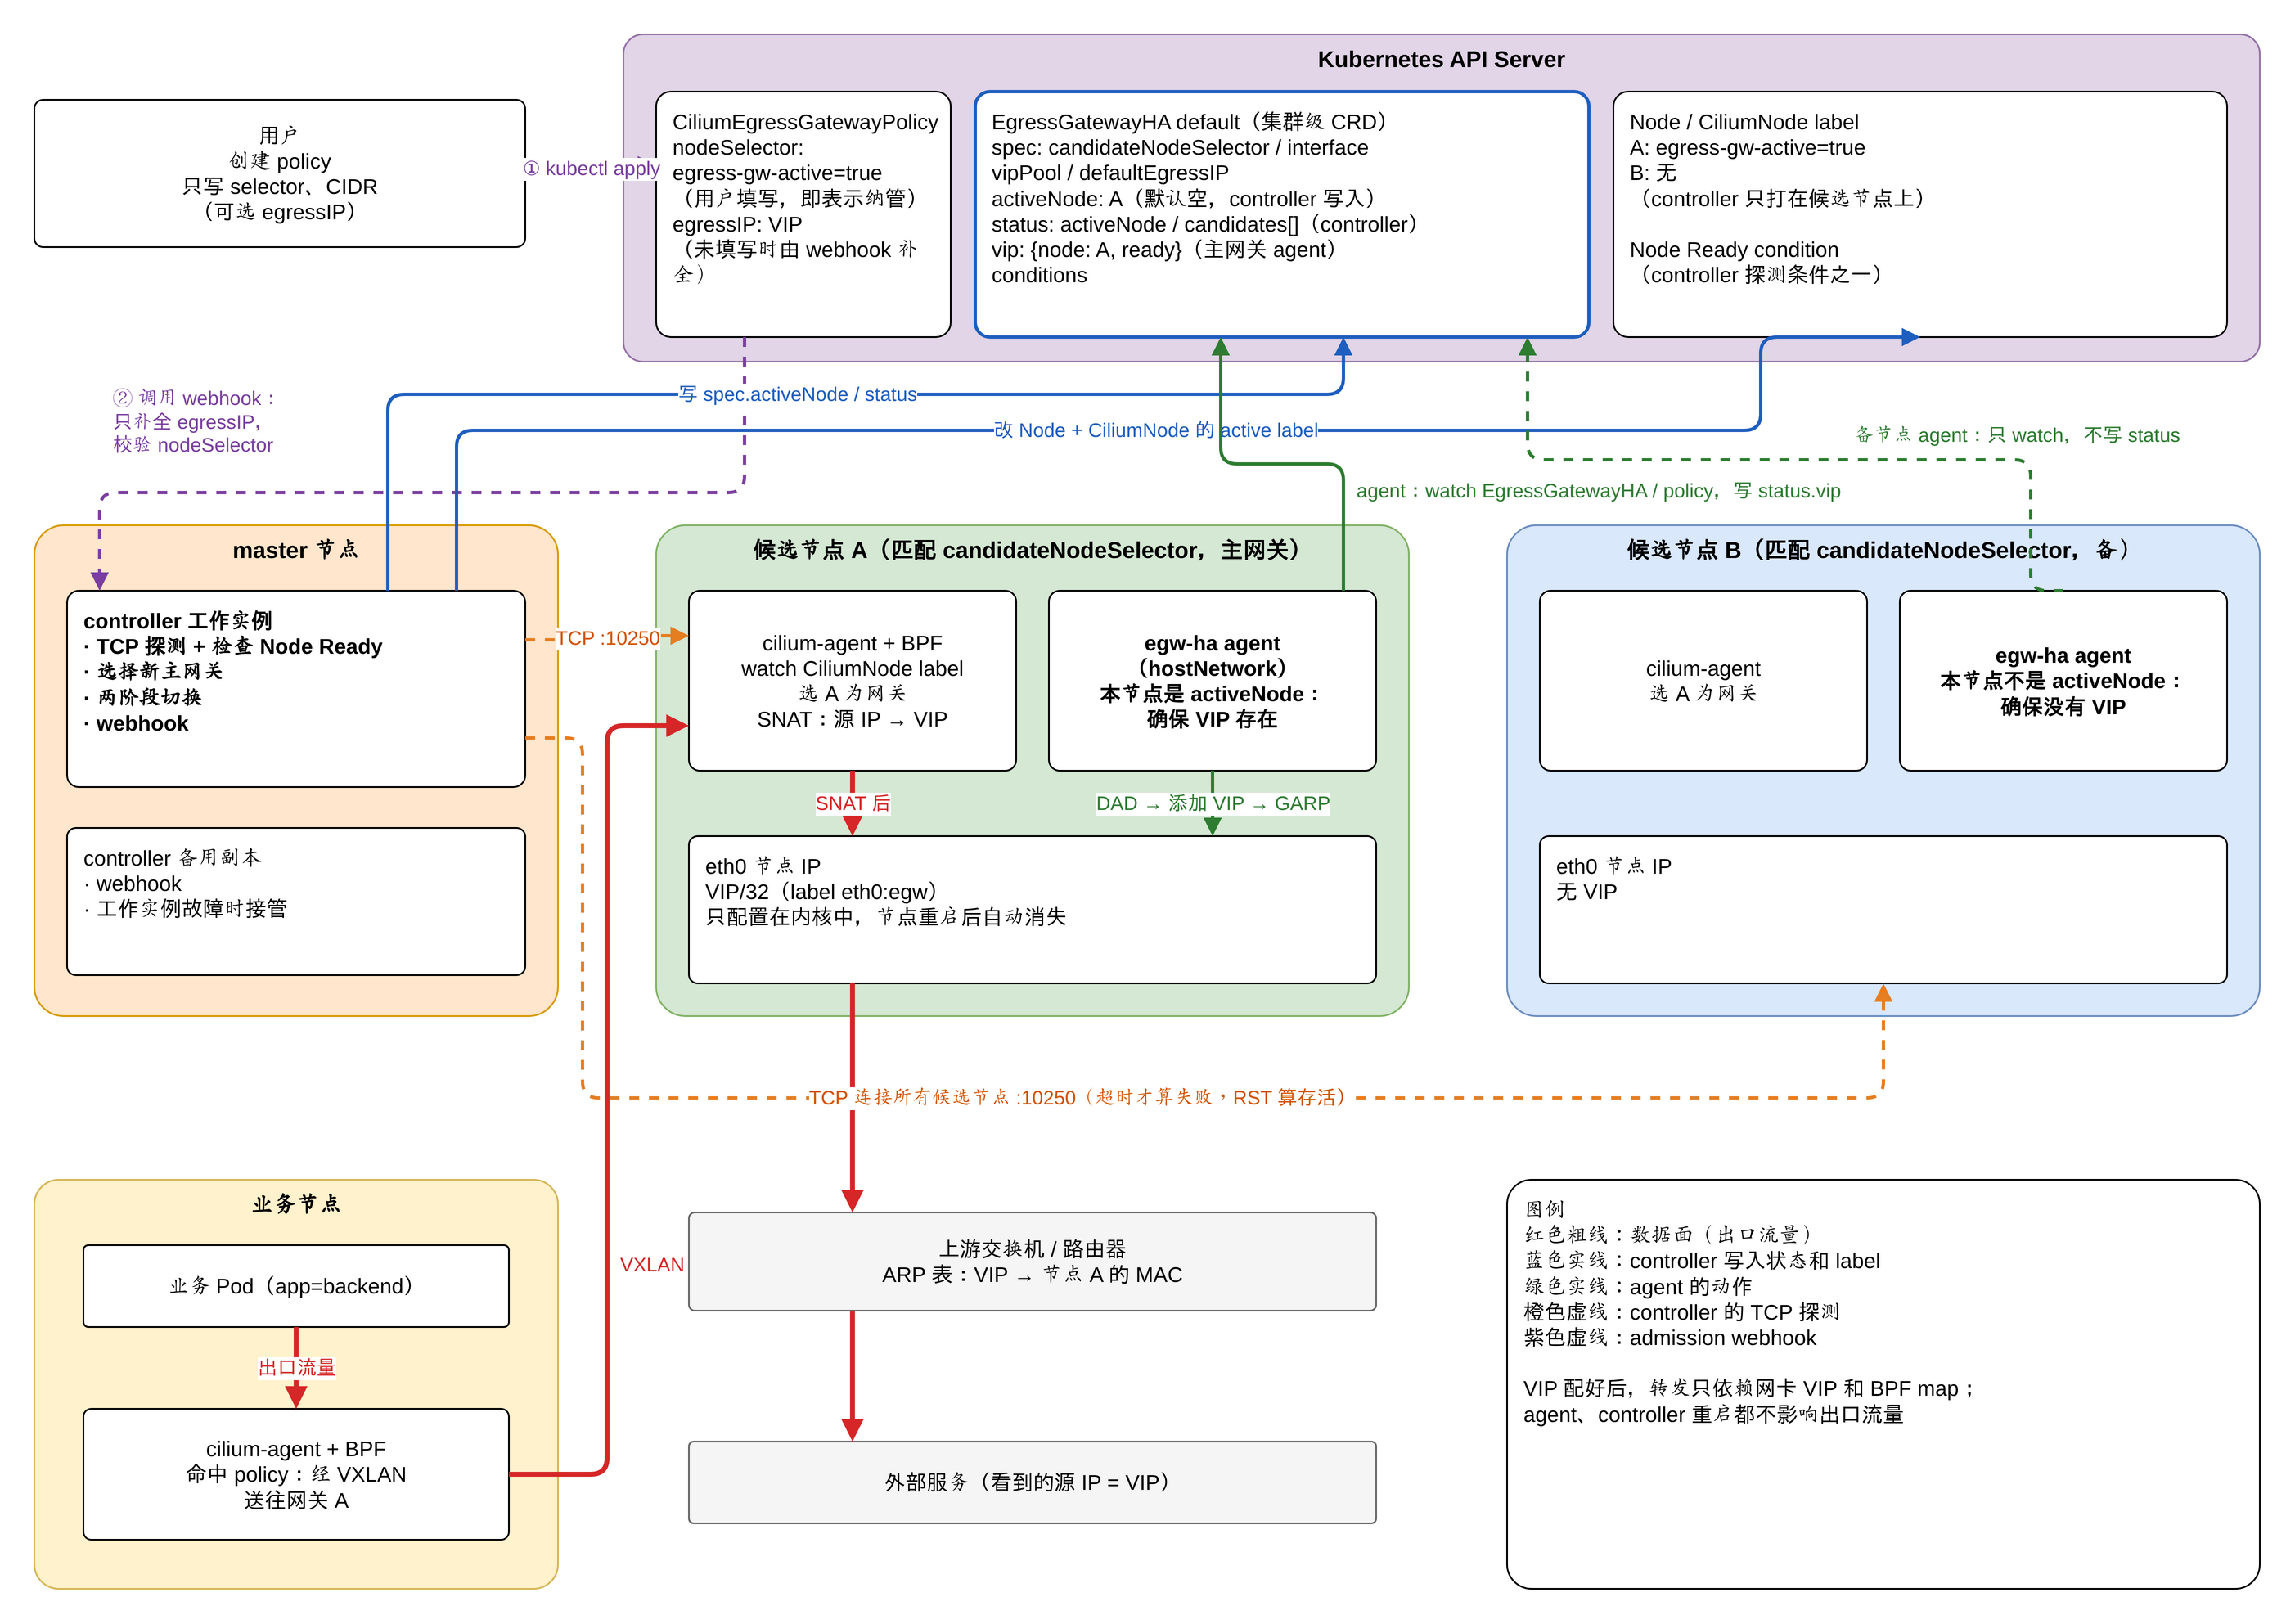 Kubernetes API Server
用户
创建 policy
只写 selector、CIDR
（可选 egressIP）
① kubectl apply
CiliumEgressGatewayPolicy
nodeSelector:
egress-gw-active=true
（用户填写，即表示纳管）
egressIP: VIP
（未填写时由 webhook 补
全）
EgressGatewayHA default（集群级 CRD）
spec: candidateNodeSelector / interface
vipPool / defaultEgressIP
activeNode: A（默认空，controller 写入）
status: activeNode / candidates[]（controller）
vip: {node: A, ready}（主网关 agent）
conditions
Node / CiliumNode label
A: egress-gw-active=true
B: 无
（controller 只打在候选节点上）
Node Ready condition
（controller 探测条件之一）
② 调用 webhook：
只补全 egressIP，
校验 nodeSelector
写 spec.activeNode / status
改 Node + CiliumNode 的 active label
备节点 agent：只 watch，不写 status
agent：watch EgressGatewayHA / policy，写 status.vip
master 节点
controller 工作实例
· TCP 探测 + 检查 Node Ready
· 选择新主网关
· 两阶段切换
· webhook
controller 备用副本
· webhook
· 工作实例故障时接管
TCP :10250
候选节点 A（匹配 candidateNodeSelector，主网关）
cilium-agent + BPF
watch CiliumNode label
选 A 为网关
SNAT：源 IP → VIP
egw-ha agent
（hostNetwork）
本节点是 activeNode：
确保 VIP 存在
SNAT 后
DAD → 添加 VIP → GARP
eth0 节点 IP
VIP/32（label eth0:egw）
只配置在内核中，节点重启后自动消失
候选节点 B（匹配 candidateNodeSelector，备）
cilium-agent
选 A 为网关
egw-ha agent
本节点不是 activeNode：
确保没有 VIP
eth0 节点 IP
无 VIP
TCP 连接所有候选节点 :10250（超时才算失败，RST 算存活）
业务节点
业务 Pod（app=backend）
出口流量
cilium-agent + BPF
命中 policy：经 VXLAN
送往网关 A
VXLAN
上游交换机 / 路由器
ARP 表：VIP → 节点 A 的 MAC
外部服务（看到的源 IP = VIP）
图例
红色粗线：数据面（出口流量）
蓝色实线：controller 写入状态和 label
绿色实线：agent 的动作
橙色虚线：controller 的 TCP 探测
紫色虚线：admission webhook
VIP 配好后，转发只依赖网卡 VIP 和 BPF map；
agent、controller 重启都不影响出口流量